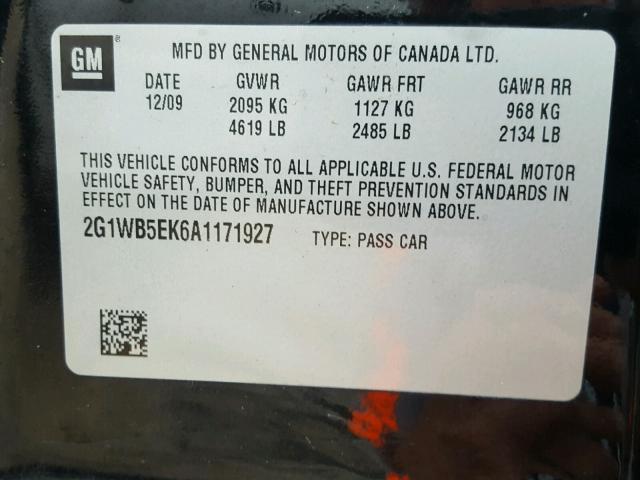 GM ®
MFD BY GENERAL MOTORS OF CANADA LTD.
DATE GVWR GAWR FRT GAWR RR
12/09 2095 KG 1127 KG 968 KG
4619 LB 2485 LB 2134 LB
THIS VEHICLE CONFORMS TO ALL APPLICABLE U.S. FEDERAL MOTOR
VEHICLE SAFETY, BUMPER, AND THEFT PREVENTION STANDARDS IN
EFFECT ON THE DATE OF MANUFACTURE SHOWN ABOVE.
2G1WB5EK6A1171927 TYPE: PASS CAR